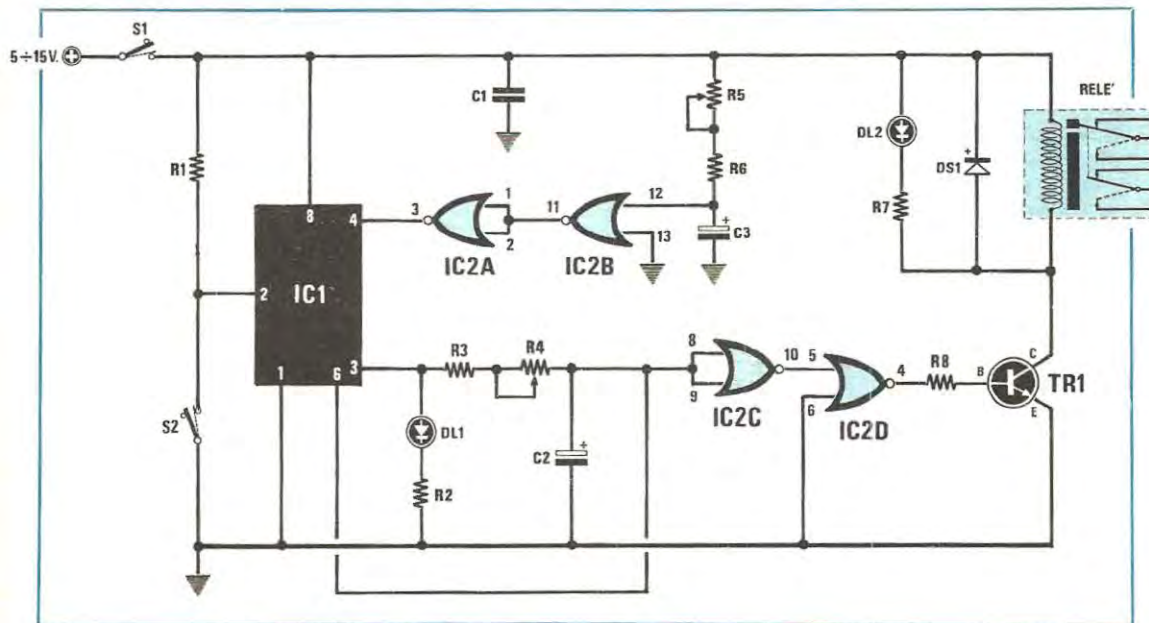 S1
5÷15V.
R1
8
C1
R5
R6
DL2
DS1
RELE'
R7
4
3
1
2
IC2A
11
12
13
IC2B
C3
2
IC1
1
6
3
R3
R4
8
9
10
IC2C
5
6
4
IC2D
R8
B
C
E
TR1
S2
DL1
R2
C2
+
+
+